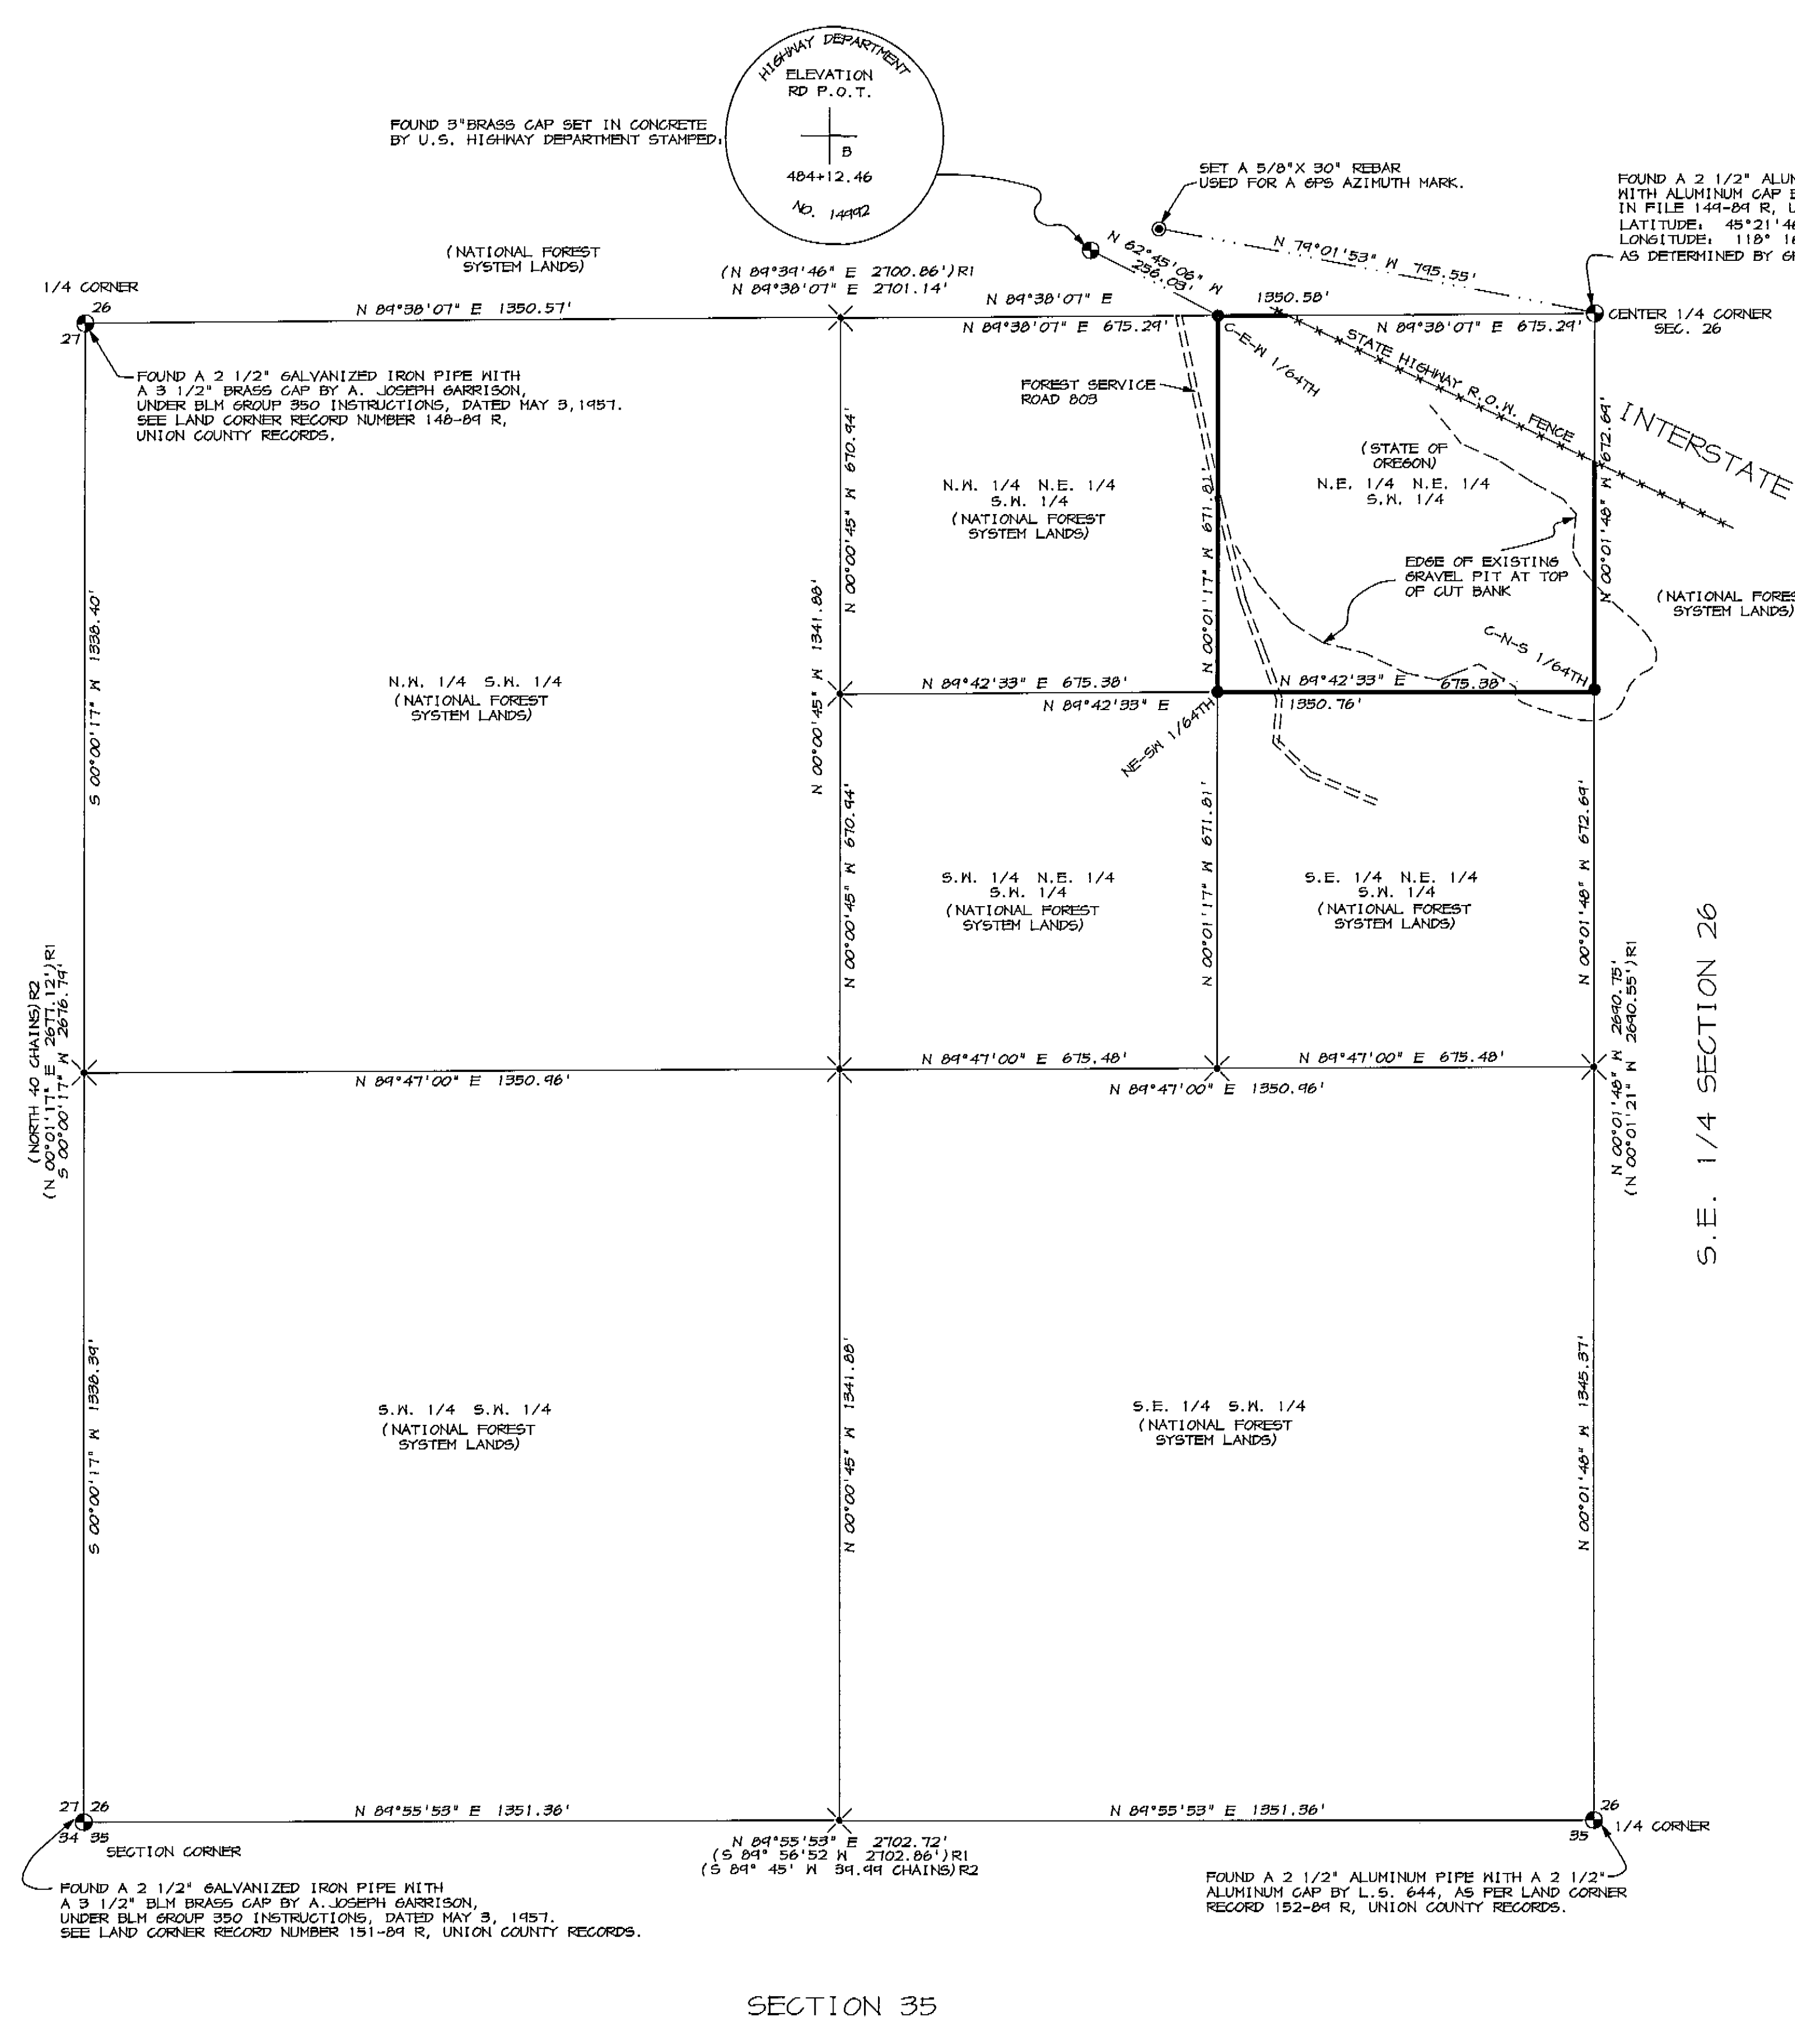 HIGHWAY DEPARTMENT
ELEVATION
RD P.O.T.
B
484+12.46
NO. 14992
FOUND 3" BRASS CAP SET IN CONCRETE
BY U.S. HIGHWAY DEPARTMENT STAMPED:
SET A 5/8" X 30" REBAR
USED FOR A GPS AZIMUTH MARK.
FOUND A 2 1/2"
WITH ALUMINUM CAP
IN FILE 149-89 R,
LATITUDE: 45°21'
LONGITUDE: 118°
AS DETERMINED BY
N 62°45'06" W
256.03'
N 79°01'53" W 795.55'
(NATIONAL FOREST
SYSTEM LANDS)
(N 89°39'46" E 2700.86')R1
N 89°38'07" E 2701.14'
1/4 CORNER
26
27
N 89°38'07" E 1350.57'
N 89°38'07" E
1350.58'
N 89°38'07" E 675.29'
N 89°38'07" E 675.29'
CENTER 1/4 CORNER
SEC. 26
C-E-W 1/64TH
STATE HIGHWAY R.O.W. FENCE
INTERSTATE
FOUND A 2 1/2" GALVANIZED IRON PIPE WITH
A 3 1/2" BRASS CAP BY A. JOSEPH GARRISON,
UNDER BLM GROUP 350 INSTRUCTIONS, DATED MAY 3, 1957.
SEE LAND CORNER RECORD NUMBER 148-89 R,
UNION COUNTY RECORDS.
FOREST SERVICE
ROAD 803
(STATE OF
OREGON)
N.E. 1/4 N.E. 1/4
S.W. 1/4
N.W. 1/4 N.E. 1/4
S.W. 1/4
(NATIONAL FOREST
SYSTEM LANDS)
EDGE OF EXISTING
GRAVEL PIT AT TOP
OF CUT BANK
(NATIONAL
SYSTEM LANDS)
S 00°00'17" W 1338.40'
N 00°00'45" W 1341.88'
N 00°00'45" W 670.94'
N 00°01'17" W 671.81'
N 00°01'48" W 672.69'
C-N-S 1/64TH
N.W. 1/4 S.W. 1/4
(NATIONAL FOREST
SYSTEM LANDS)
N 89°42'33" E 675.38'
N 89°42'33" E 675.38'
N 89°42'33" E
1350.76'
NE-SW 1/64TH
N 00°00'45" W 670.94'
N 00°01'17" W 671.81'
N 00°01'48" W 672.69'
S.W. 1/4 N.E. 1/4
S.W. 1/4
(NATIONAL FOREST
SYSTEM LANDS)
S.E. 1/4 N.E. 1/4
S.W. 1/4
(NATIONAL FOREST
SYSTEM LANDS)
(NORTH 40 CHAINS)R2
(N 00°01'17" E 2677.12')R1
S 00°00'17" W 2676.79'
N 00°01'48" W 2690.75'
(N 00°01'21" W 2690.55')R1
S.E. 1/4 SECTION 26
N 89°47'00" E 1350.96'
N 89°47'00" E 675.48'
N 89°47'00" E 675.48'
N 89°47'00" E 1350.96'
S 00°00'17" W 1338.39'
N 00°00'45" W 1341.88'
N 00°01'48" W 1345.37'
S.W. 1/4 S.W. 1/4
(NATIONAL FOREST
SYSTEM LANDS)
S.E. 1/4 S.W. 1/4
(NATIONAL FOREST
SYSTEM LANDS)
27 26
34 35
SECTION CORNER
N 89°55'53" E 1351.36'
N 89°55'53" E 1351.36'
26
35
1/4 CORNER
N 89°55'53" E 2702.72'
(S 89° 56'52 W 2702.86')R1
(S 89° 45' W 39.99 CHAINS)R2
FOUND A 2 1/2" GALVANIZED IRON PIPE WITH
A 3 1/2" BLM BRASS CAP BY A. JOSEPH GARRISON,
UNDER BLM GROUP 350 INSTRUCTIONS, DATED MAY 3, 1957.
SEE LAND CORNER RECORD NUMBER 151-89 R, UNION COUNTY RECORDS.
FOUND A 2 1/2" ALUMINUM PIPE WITH A 2 1/2"
ALUMINUM CAP BY L.S. 644, AS PER LAND CORNER
RECORD 152-89 R, UNION COUNTY RECORDS.
SECTION 35